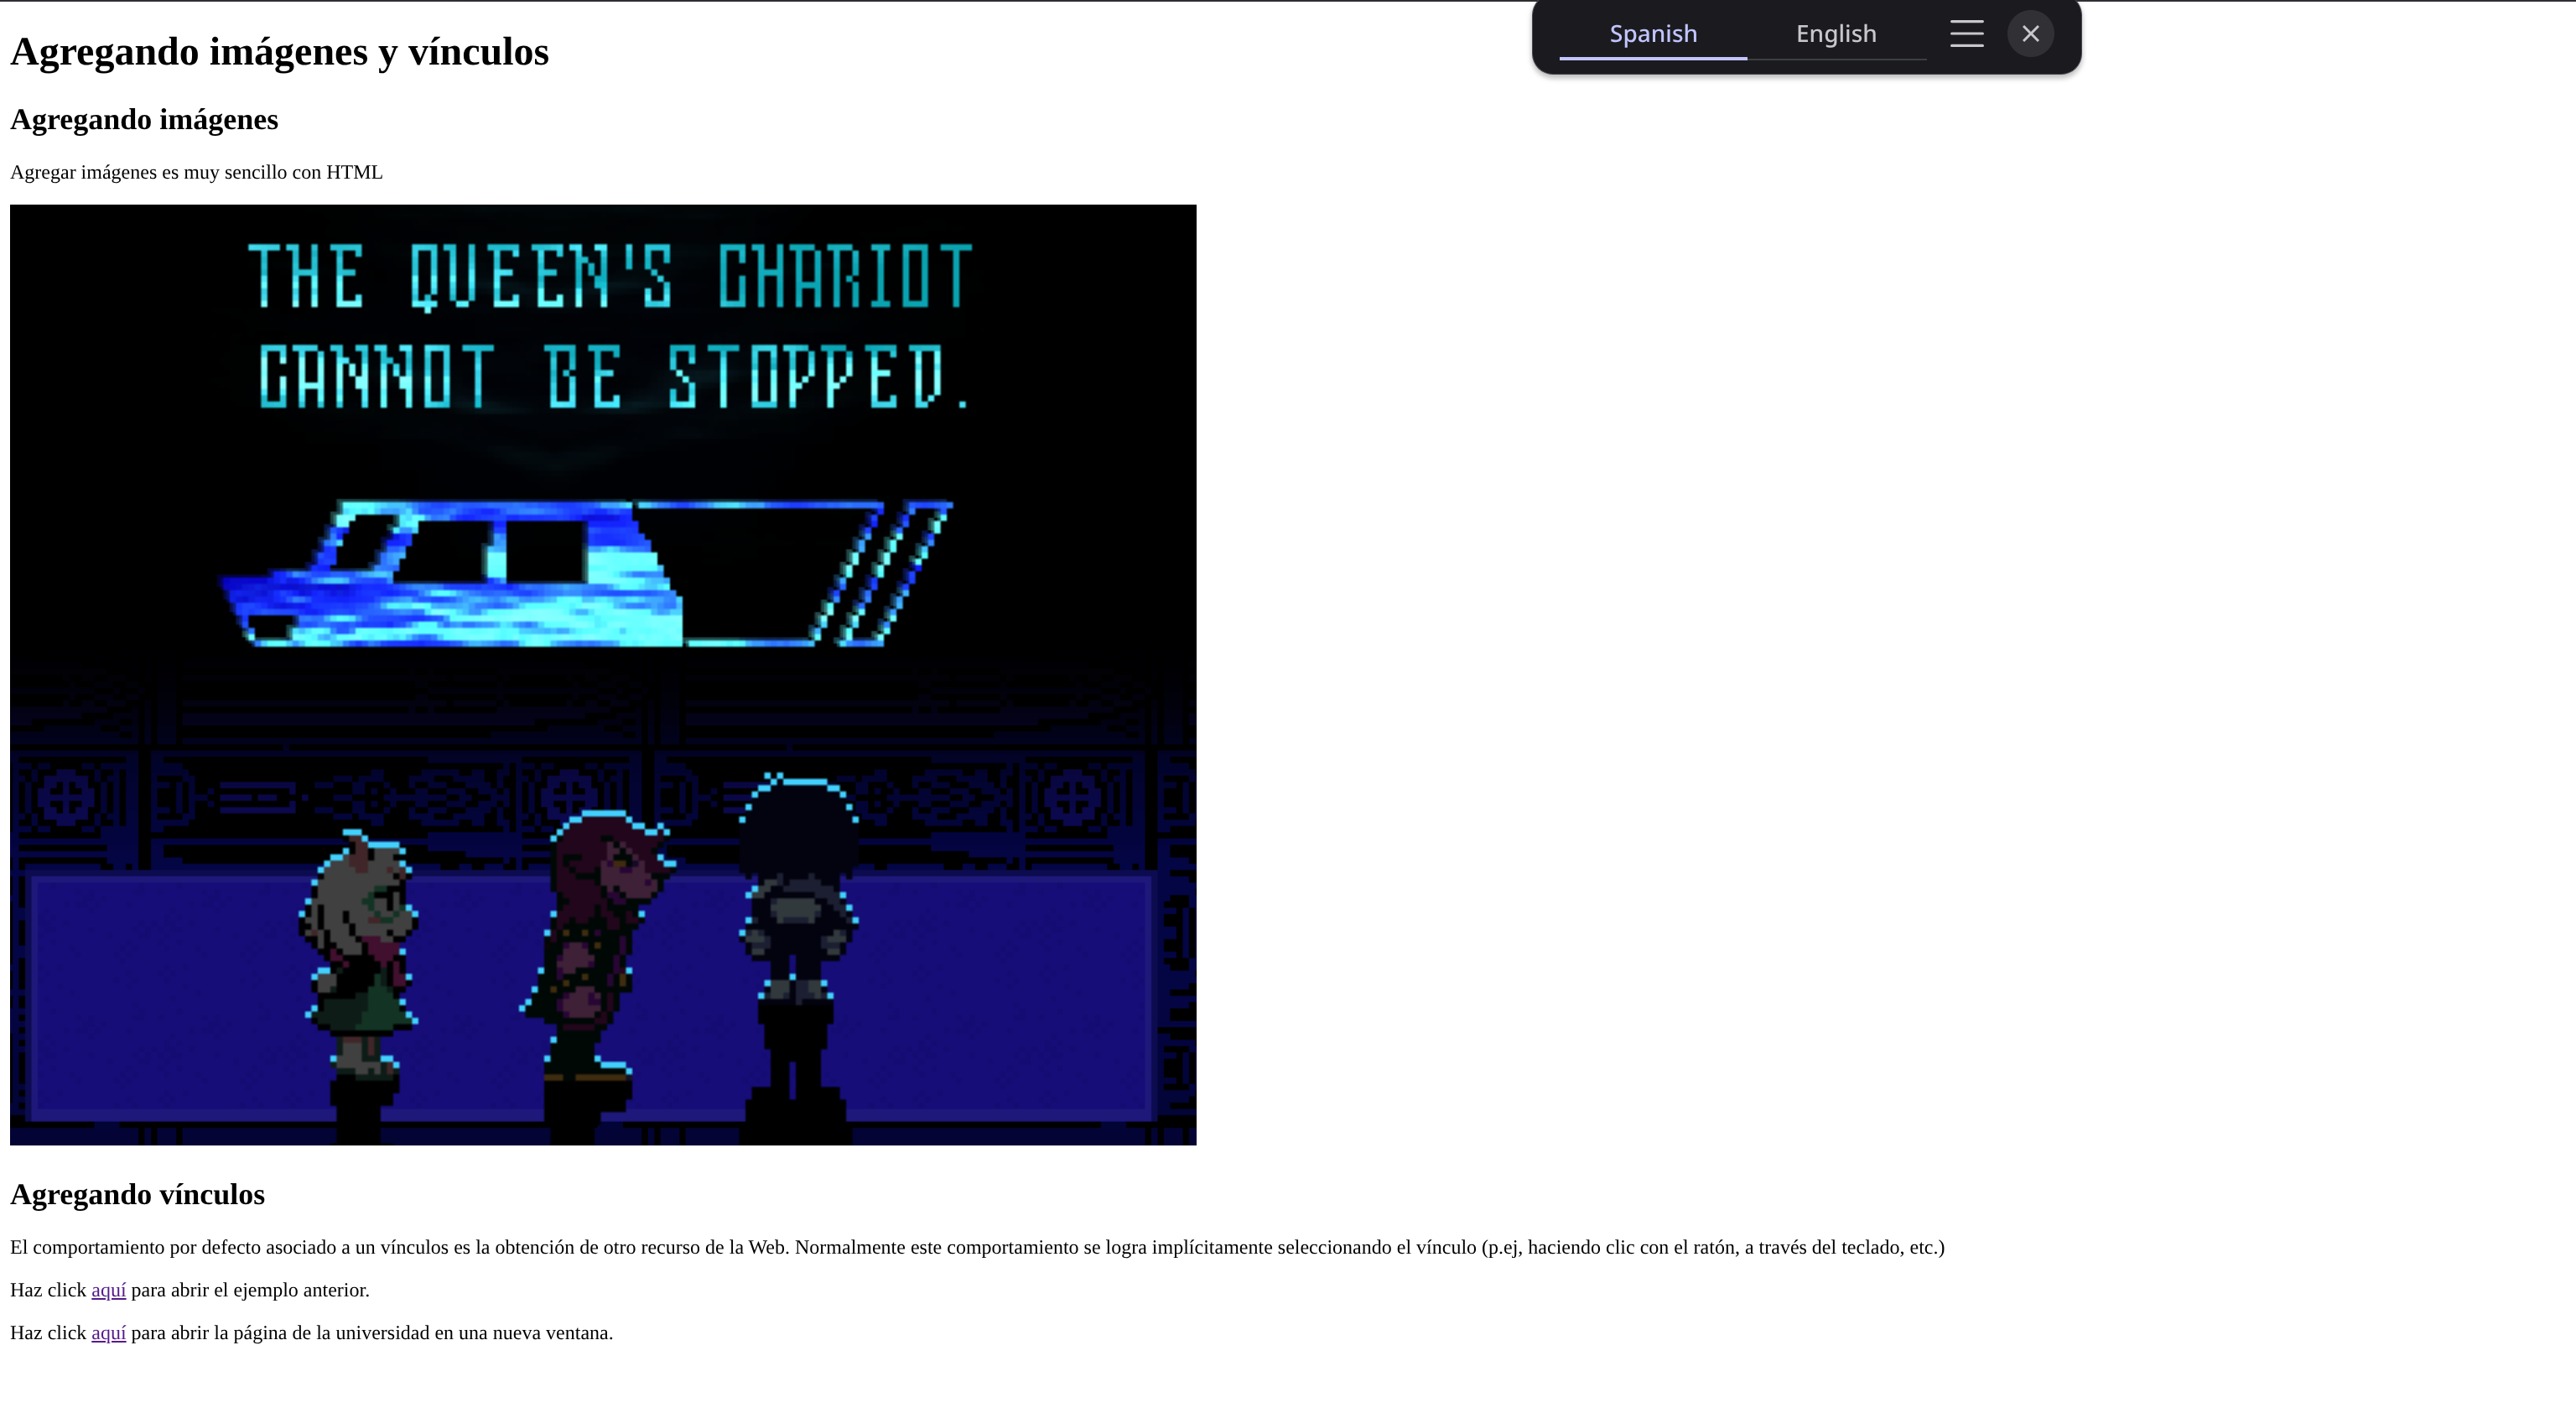 Spanish English
Agregando imágenes y vínculos
Agregando imágenes
Agregar imágenes es muy sencillo con HTML
THE QUEEN'S CHARIOT
CANNOT BE STOPPED.
Agregando vínculos
El comportamiento por defecto asociado a un vínculos es la obtención de otro recurso de la Web. Normalmente este comportamiento se logra implícitamente seleccionando el vínculo (p.ej, haciendo clic con el ratón, a través del teclado, etc.)
Haz click aquí para abrir el ejemplo anterior.
Haz click aquí para abrir la página de la universidad en una nueva ventana.